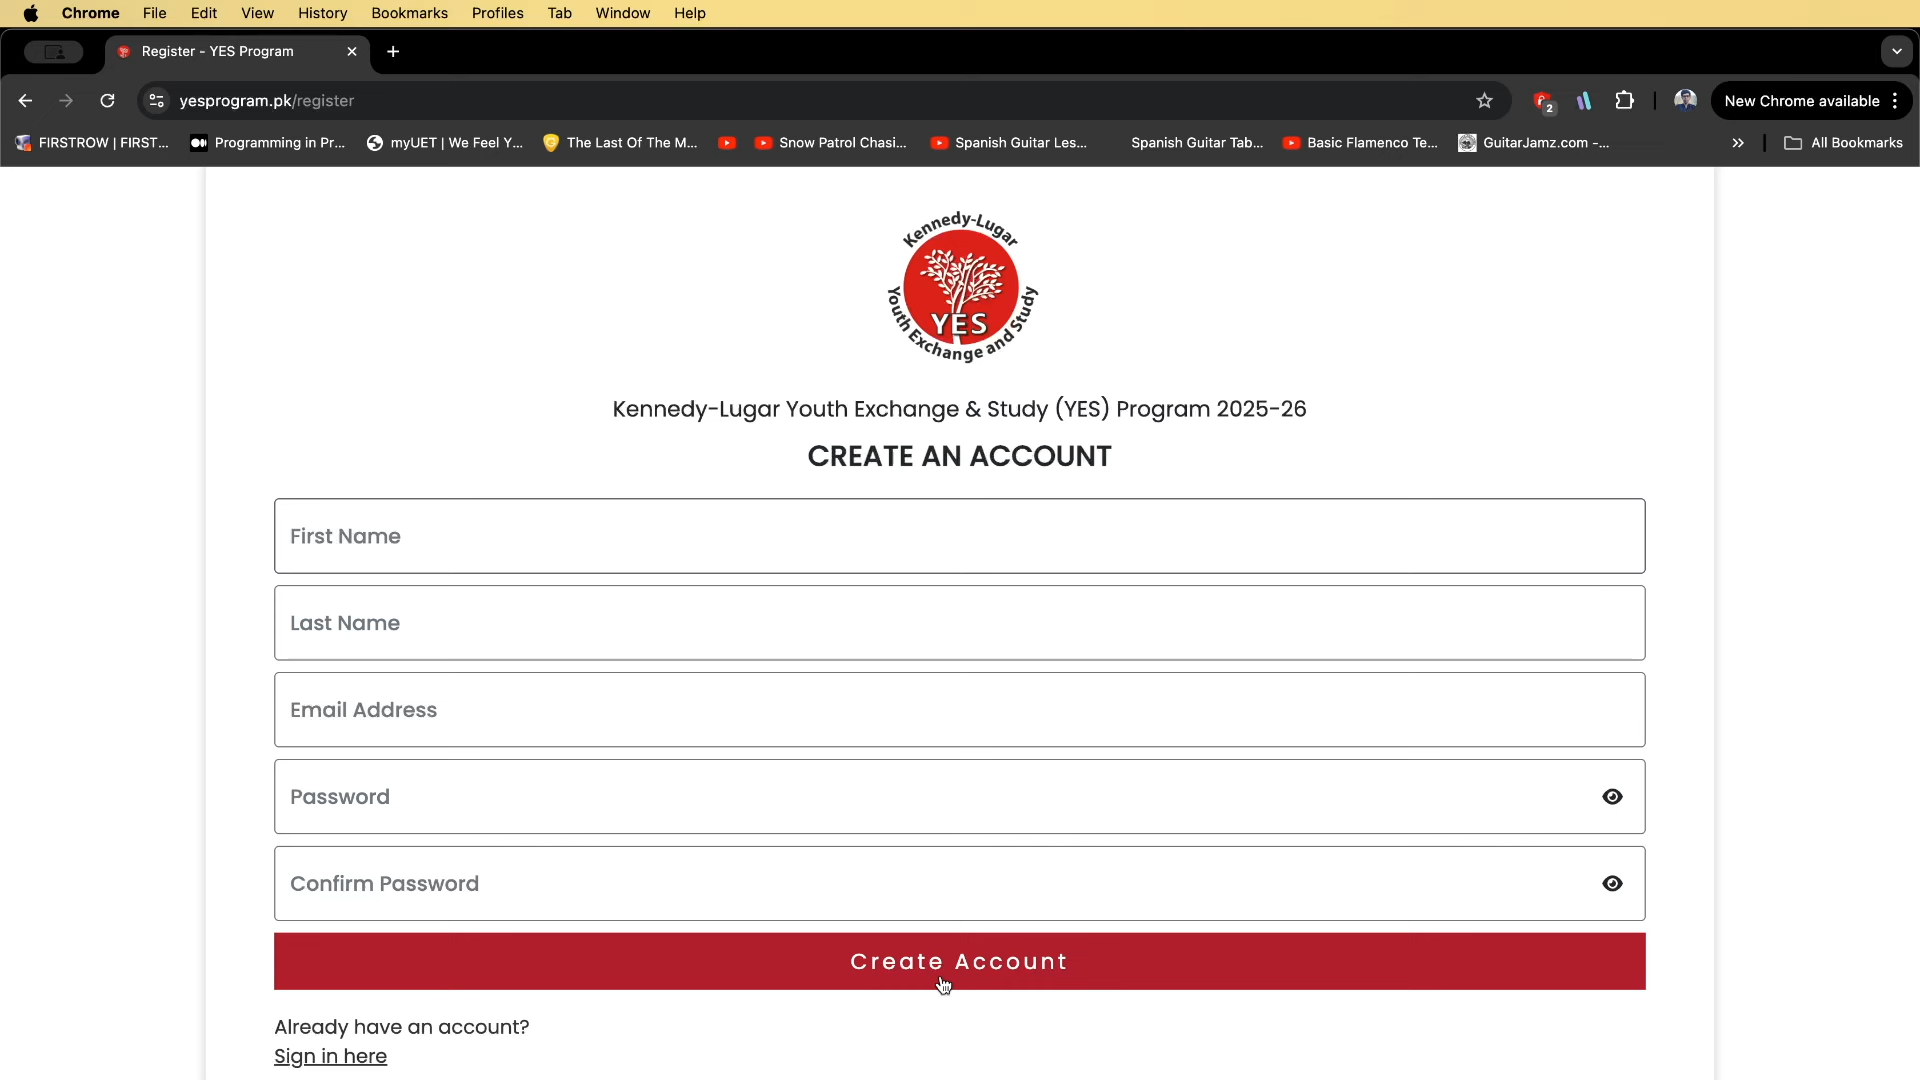 Chrome File Edit View History Bookmarks Profiles Tab Window Help
Register - YES Program
yesprogram.pk/register
2
New Chrome available
FIRSTROW | FIRST... Programming in Pr... myUET | We Feel Y... The Last Of The M... Snow Patrol Chasi... Spanish Guitar Les... Spanish Guitar Tab... Basic Flamenco Te... GuitarJamz.com -... All Bookmarks
Kennedy-Lugar
YES
Youth Exchange and Study
Kennedy-Lugar Youth Exchange & Study (YES) Program 2025-26
CREATE AN ACCOUNT
First Name
Last Name
Email Address
Password
Confirm Password
Create Account
Already have an account?
Sign in here